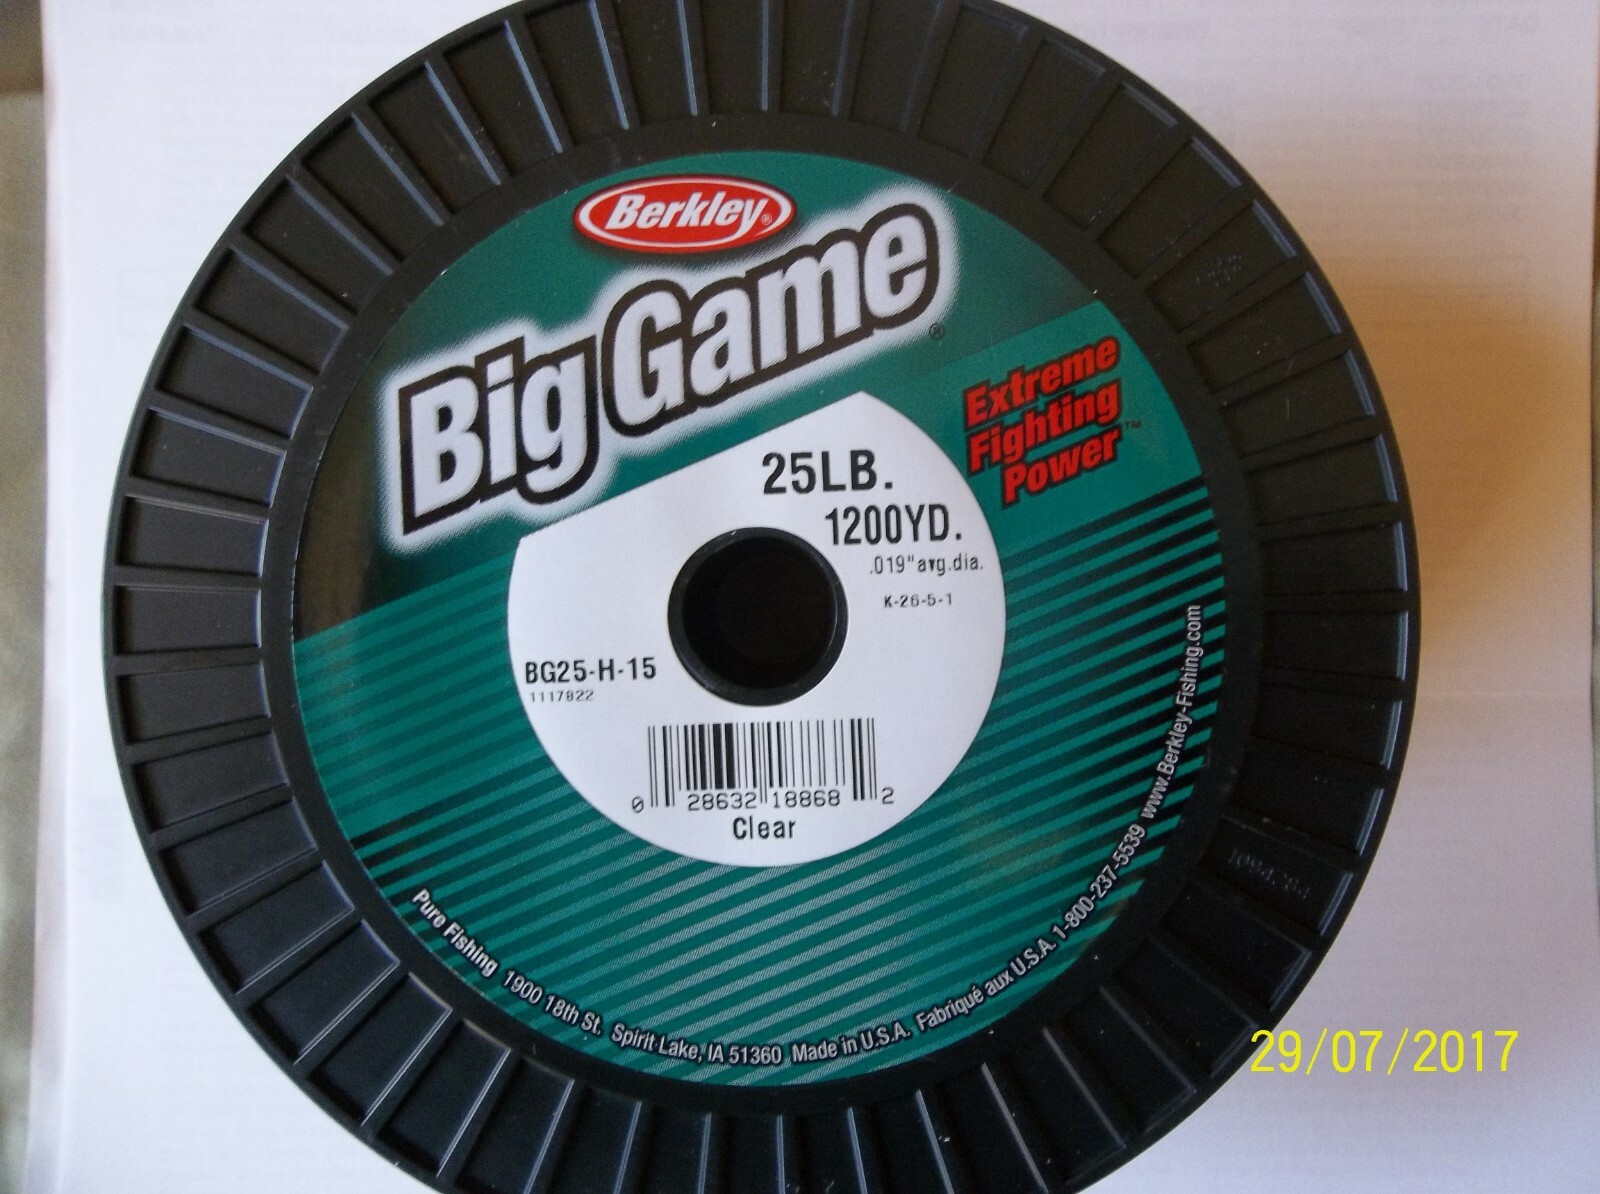 Berkley®
Big Game®
Extreme
Fighting
Power™
25LB.
1200YD.
.019"avg.dia.
K-26-5-1
BG25-H-15
1117822
0 28632 18868 2
Clear
Pure Fishing 1900 18th St. Spirit Lake, IA 51360 Made in U.S.A. Fabriqué aux U.S.A. 1-800-237-5539 www.Berkley-Fishing.com
29/07/2017